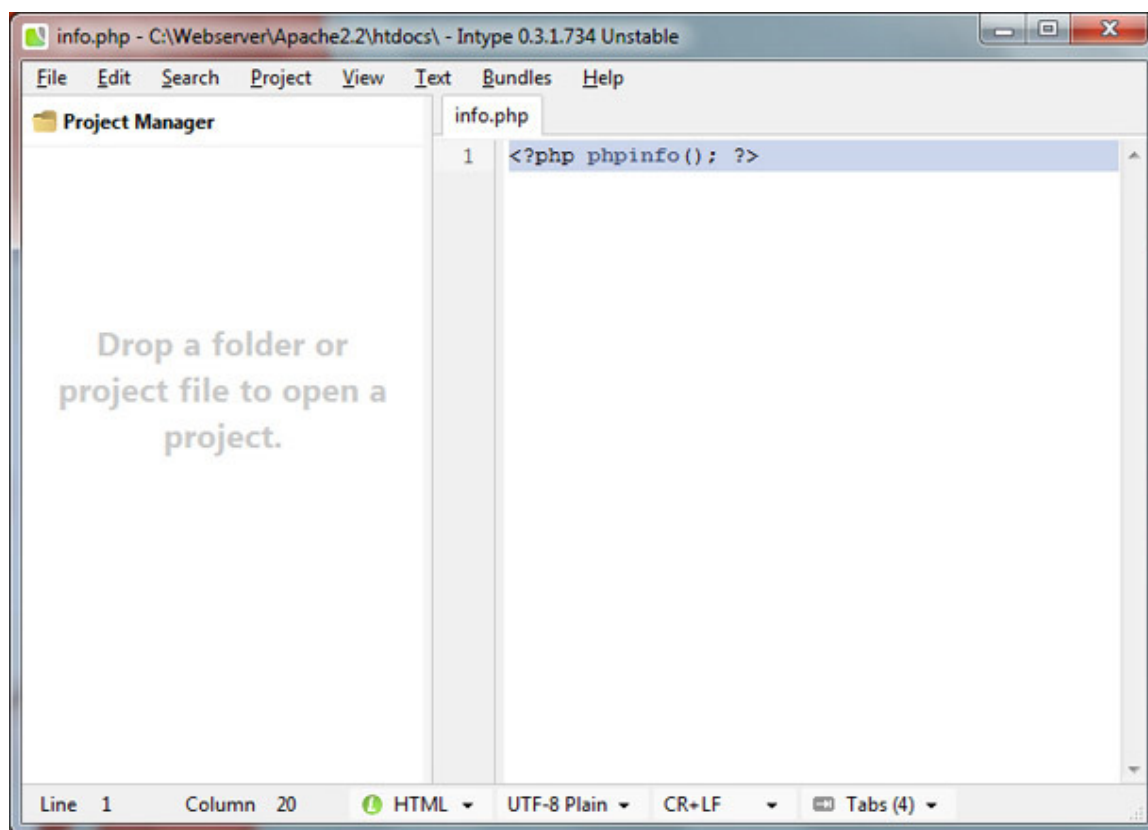 info.php - C:\Webserver\Apache2.2\htdocs\ - Intype 0.3.1.734 Unstable
File Edit Search Project View Text Bundles Help
Project Manager
info.php
1 <?php phpinfo(); ?>
Drop a folder or
project file to open a
project.
Line 1 Column 20 HTML UTF-8 Plain CR+LF Tabs (4)